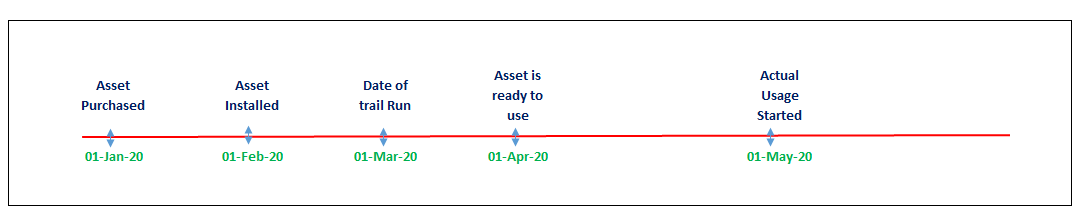 Asset
Purchased
Asset
Installed
Date of
trail Run
Asset is
ready to
use
Actual
Usage
Started
01-Jan-20
01-Feb-20
01-Mar-20
01-Apr-20
01-May-20